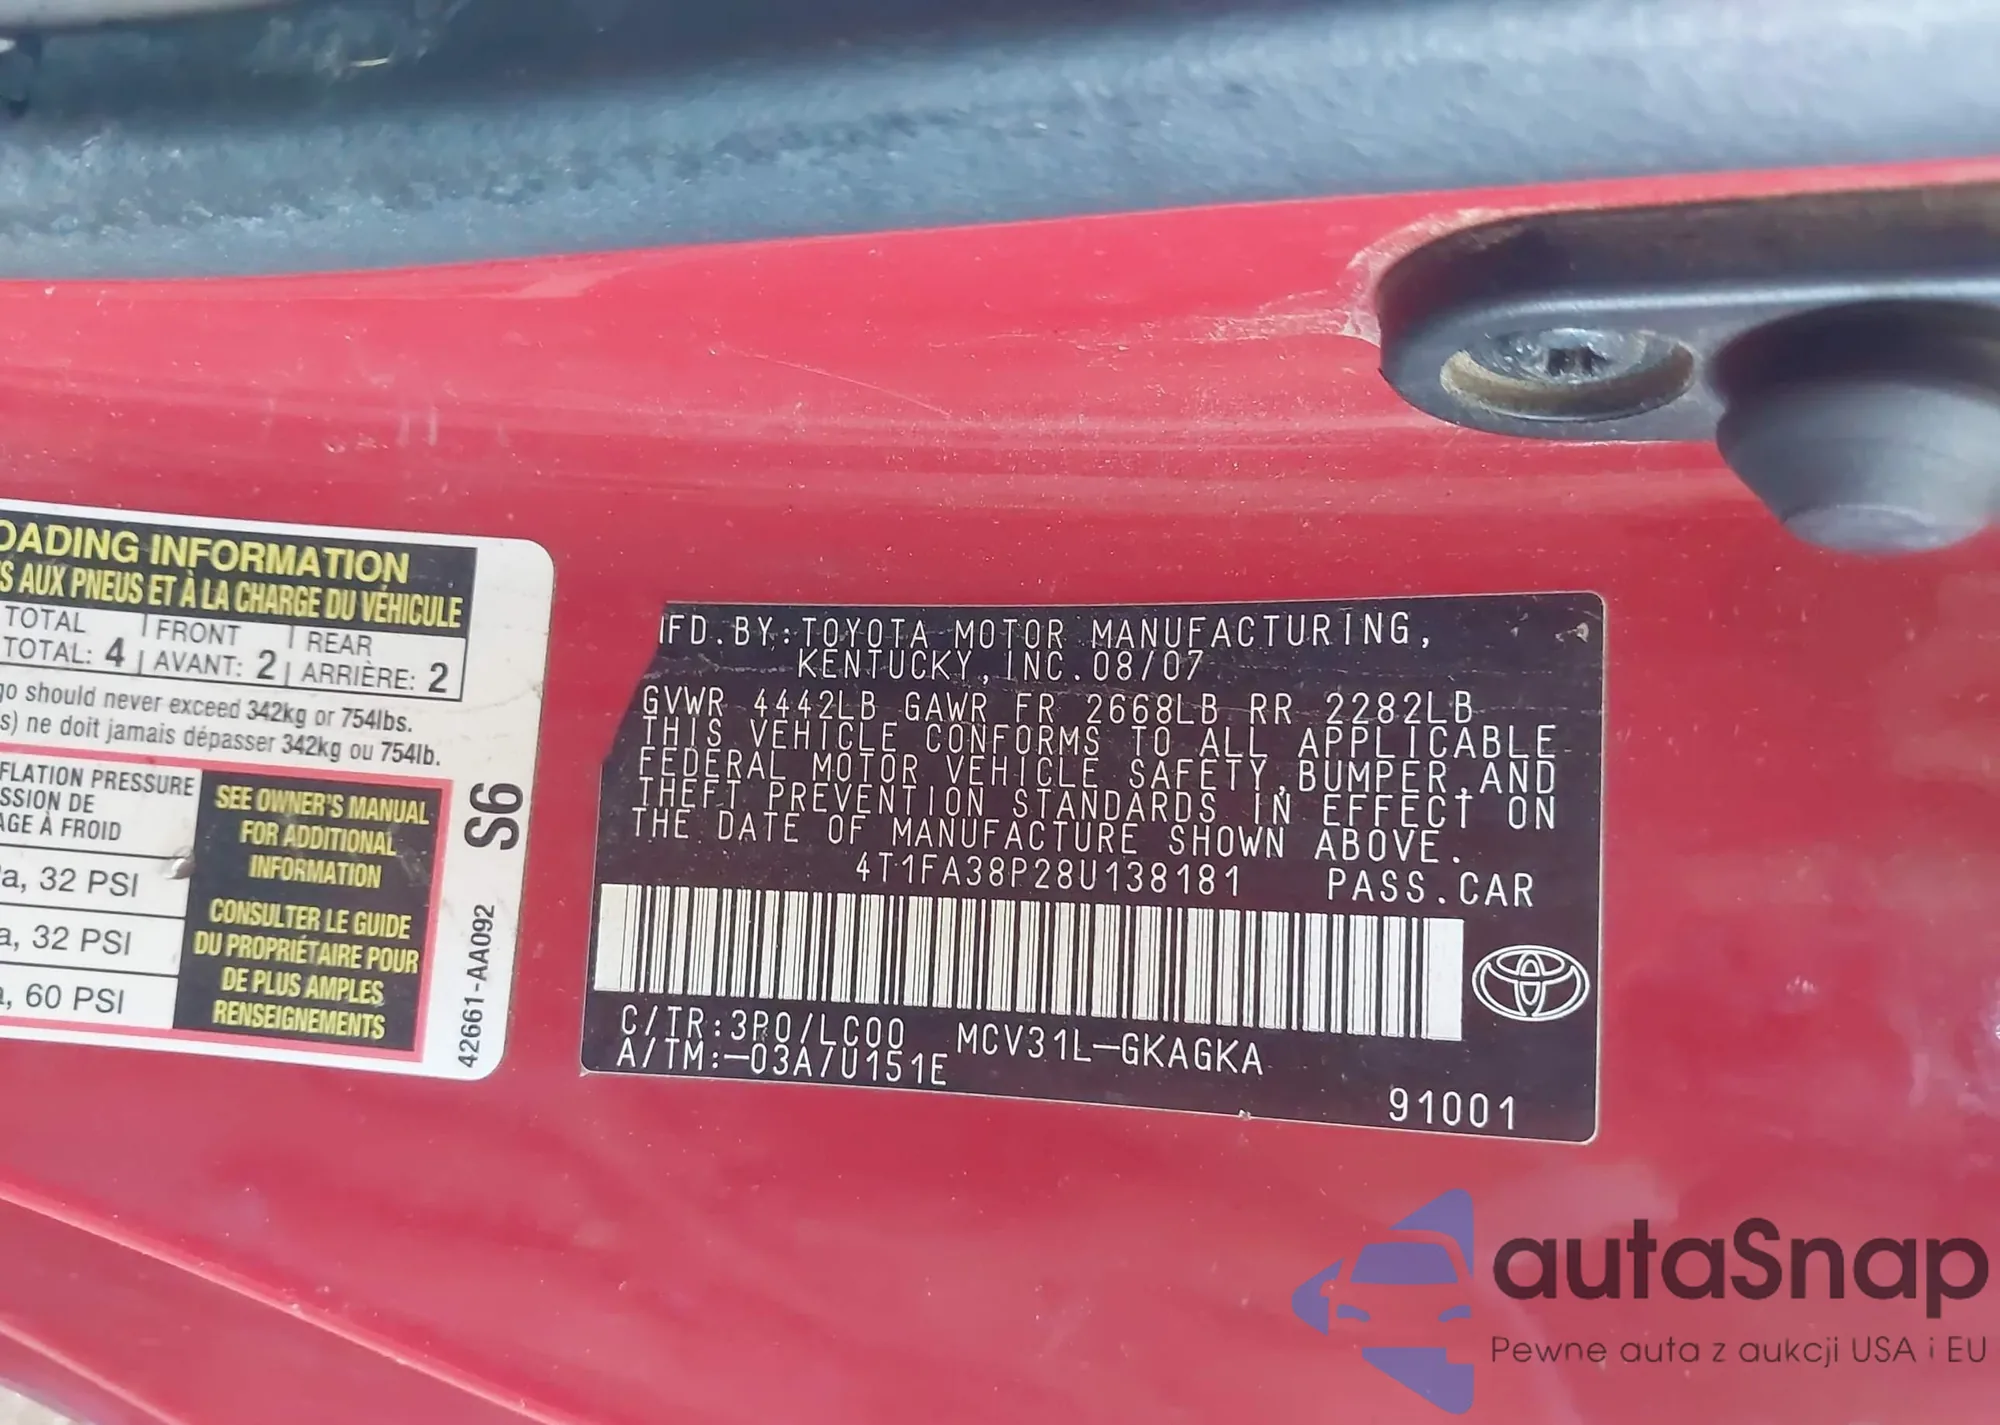 OADING INFORMATION
S AUX PNEUS ET À LA CHARGE DU VÉHICULE
TOTAL FRONT REAR
TOTAL: 4 AVANT: 2 ARRIÈRE: 2
go should never exceed 342kg or 754lbs.
s) ne doit jamais dépasser 342kg ou 754lb.
FLATION PRESSURE
SSION DE
AGE À FROID
a, 32 PSI
a, 32 PSI
, 60 PSI
SEE OWNER'S MANUAL
FOR ADDITIONAL
INFORMATION
CONSULTER LE GUIDE
DU PROPRIÉTAIRE POUR
DE PLUS AMPLES
RENSEIGNEMENTS
S6
42661-AA092
FD. BY:TOYOTA MOTOR MANUFACTURING,
KENTUCKY, INC. 08/07
GVWR 4442LB GAWR FR 2668LB RR 2282LB
THIS VEHICLE CONFORMS TO ALL APPLICABLE
FEDERAL MOTOR VEHICLE SAFETY,BUMPER,AND
THEFT PREVENTION STANDARDS IN EFFECT ON
THE DATE OF MANUFACTURE SHOWN ABOVE.
4T1FA38P28U138181 PASS.CAR
C/TR:3P0/LC00 MCV31L-GKAGKA
A/TM:-03A/U151E
91001
autaSnap
Pewne auta z aukcji USA i EU